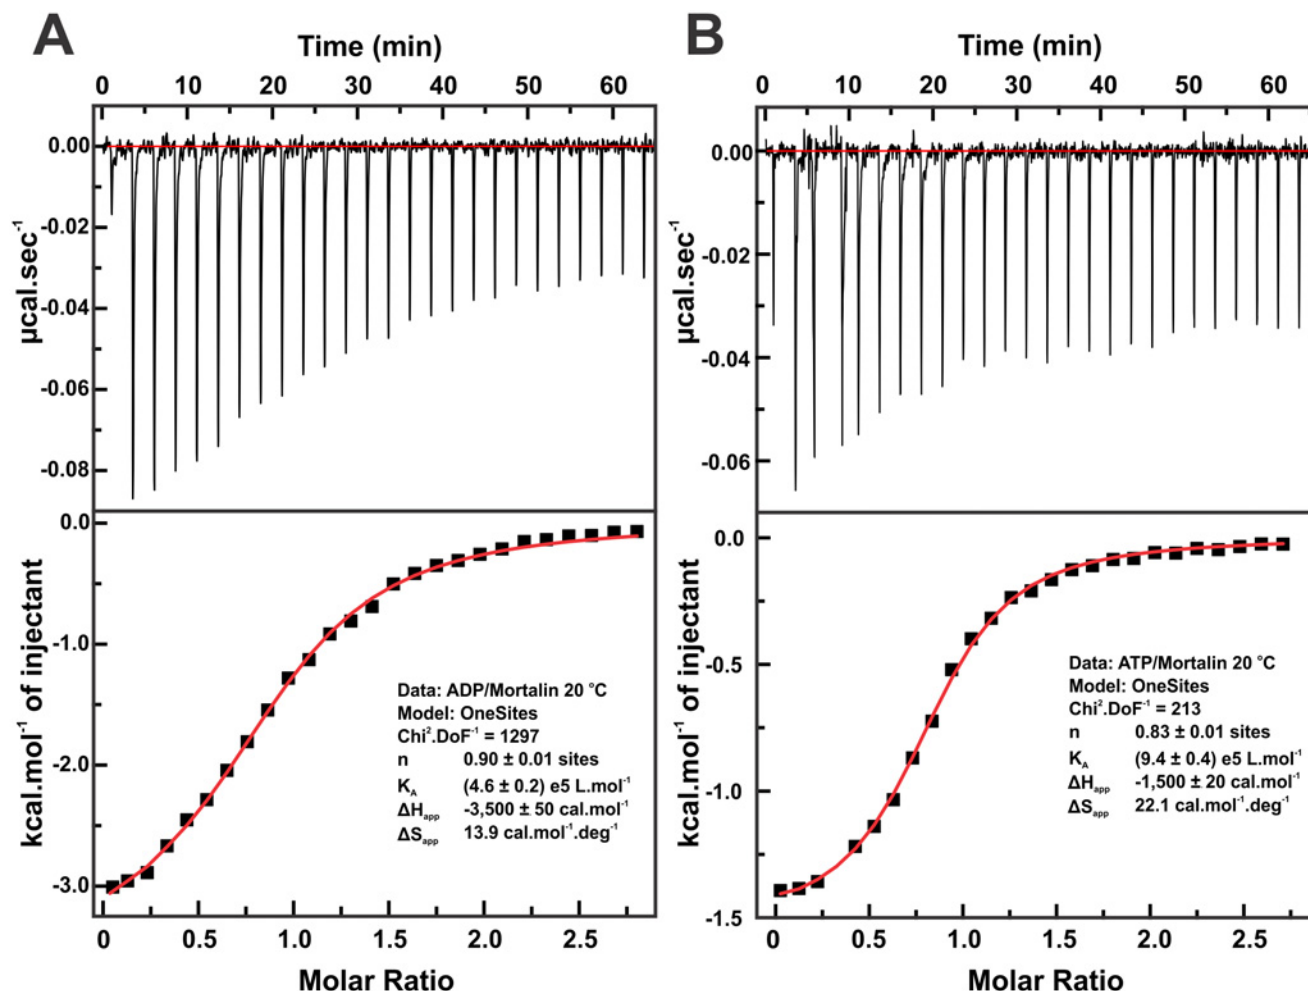 A
Time (min)
0 10 20 30 40 50 60
µcal.sec⁻¹
0.00
-0.02
-0.04
-0.06
-0.08
kcal.mol⁻¹ of injectant
0.0
-1.0
-2.0
-3.0
Data: ADP/Mortalin 20 °C
Model: OneSites
Chi².DoF⁻¹ = 1297
n 0.90 ± 0.01 sites
K_A (4.6 ± 0.2) e5 L.mol⁻¹
ΔH_app -3,500 ± 50 cal.mol⁻¹
ΔS_app 13.9 cal.mol⁻¹.deg⁻¹
0 0.5 1.0 1.5 2.0 2.5
Molar Ratio
B
Time (min)
0 10 20 30 40 50 60
µcal.sec⁻¹
0.00
-0.02
-0.04
-0.06
kcal.mol⁻¹ of injectant
0.0
-0.5
-1.0
-1.5
Data: ATP/Mortalin 20 °C
Model: OneSites
Chi².DoF⁻¹ = 213
n 0.83 ± 0.01 sites
K_A (9.4 ± 0.4) e5 L.mol⁻¹
ΔH_app -1,500 ± 20 cal.mol⁻¹
ΔS_app 22.1 cal.mol⁻¹.deg⁻¹
0 0.5 1.0 1.5 2.0 2.5
Molar Ratio